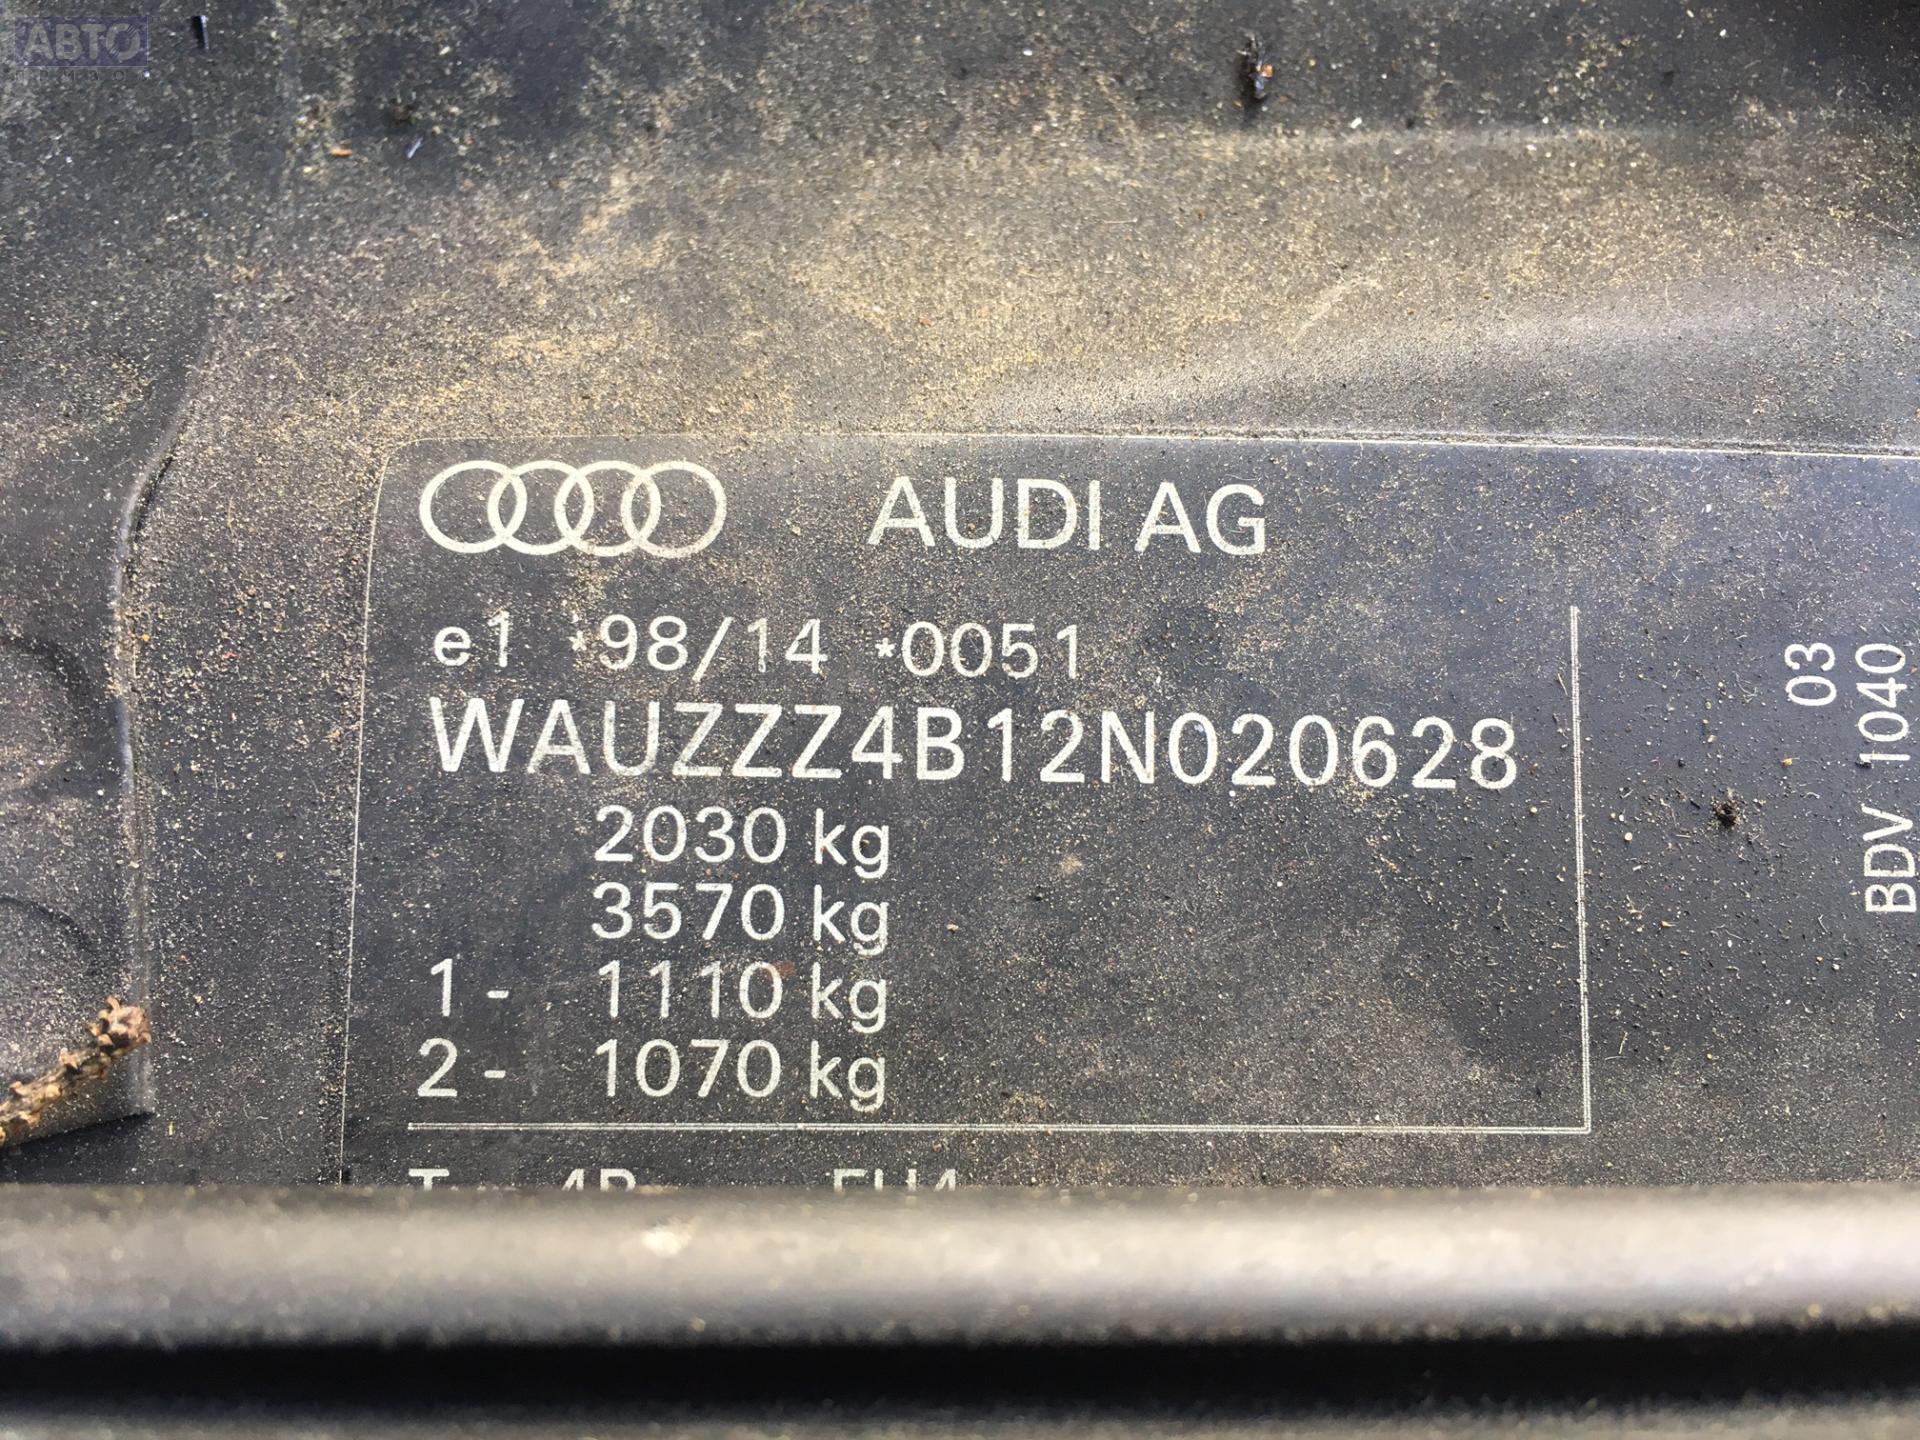 АВТО
AUDI AG
e1 *98/14 *0051
WAUZZZ4B12N020628
2030 kg
3570 kg
1 - 1110 kg
2 - 1070 kg
03
BDV 1040